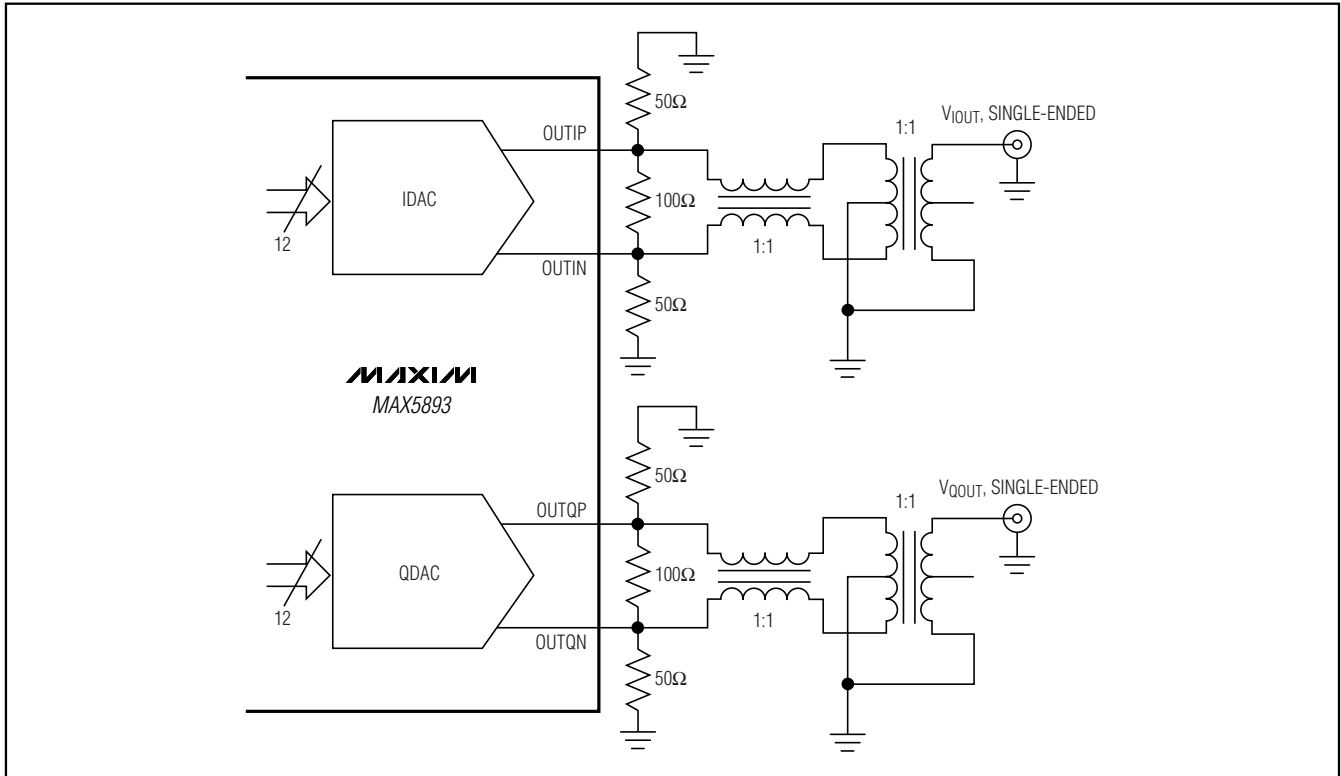 50Ω
OUTIP
1:1
VIOUT, SINGLE-ENDED
IDAC
100Ω
12
1:1
OUTIN
50Ω
MAXIM
MAX5893
50Ω
OUTQP
1:1
VQOUT, SINGLE-ENDED
QDAC
100Ω
12
1:1
OUTQN
50Ω